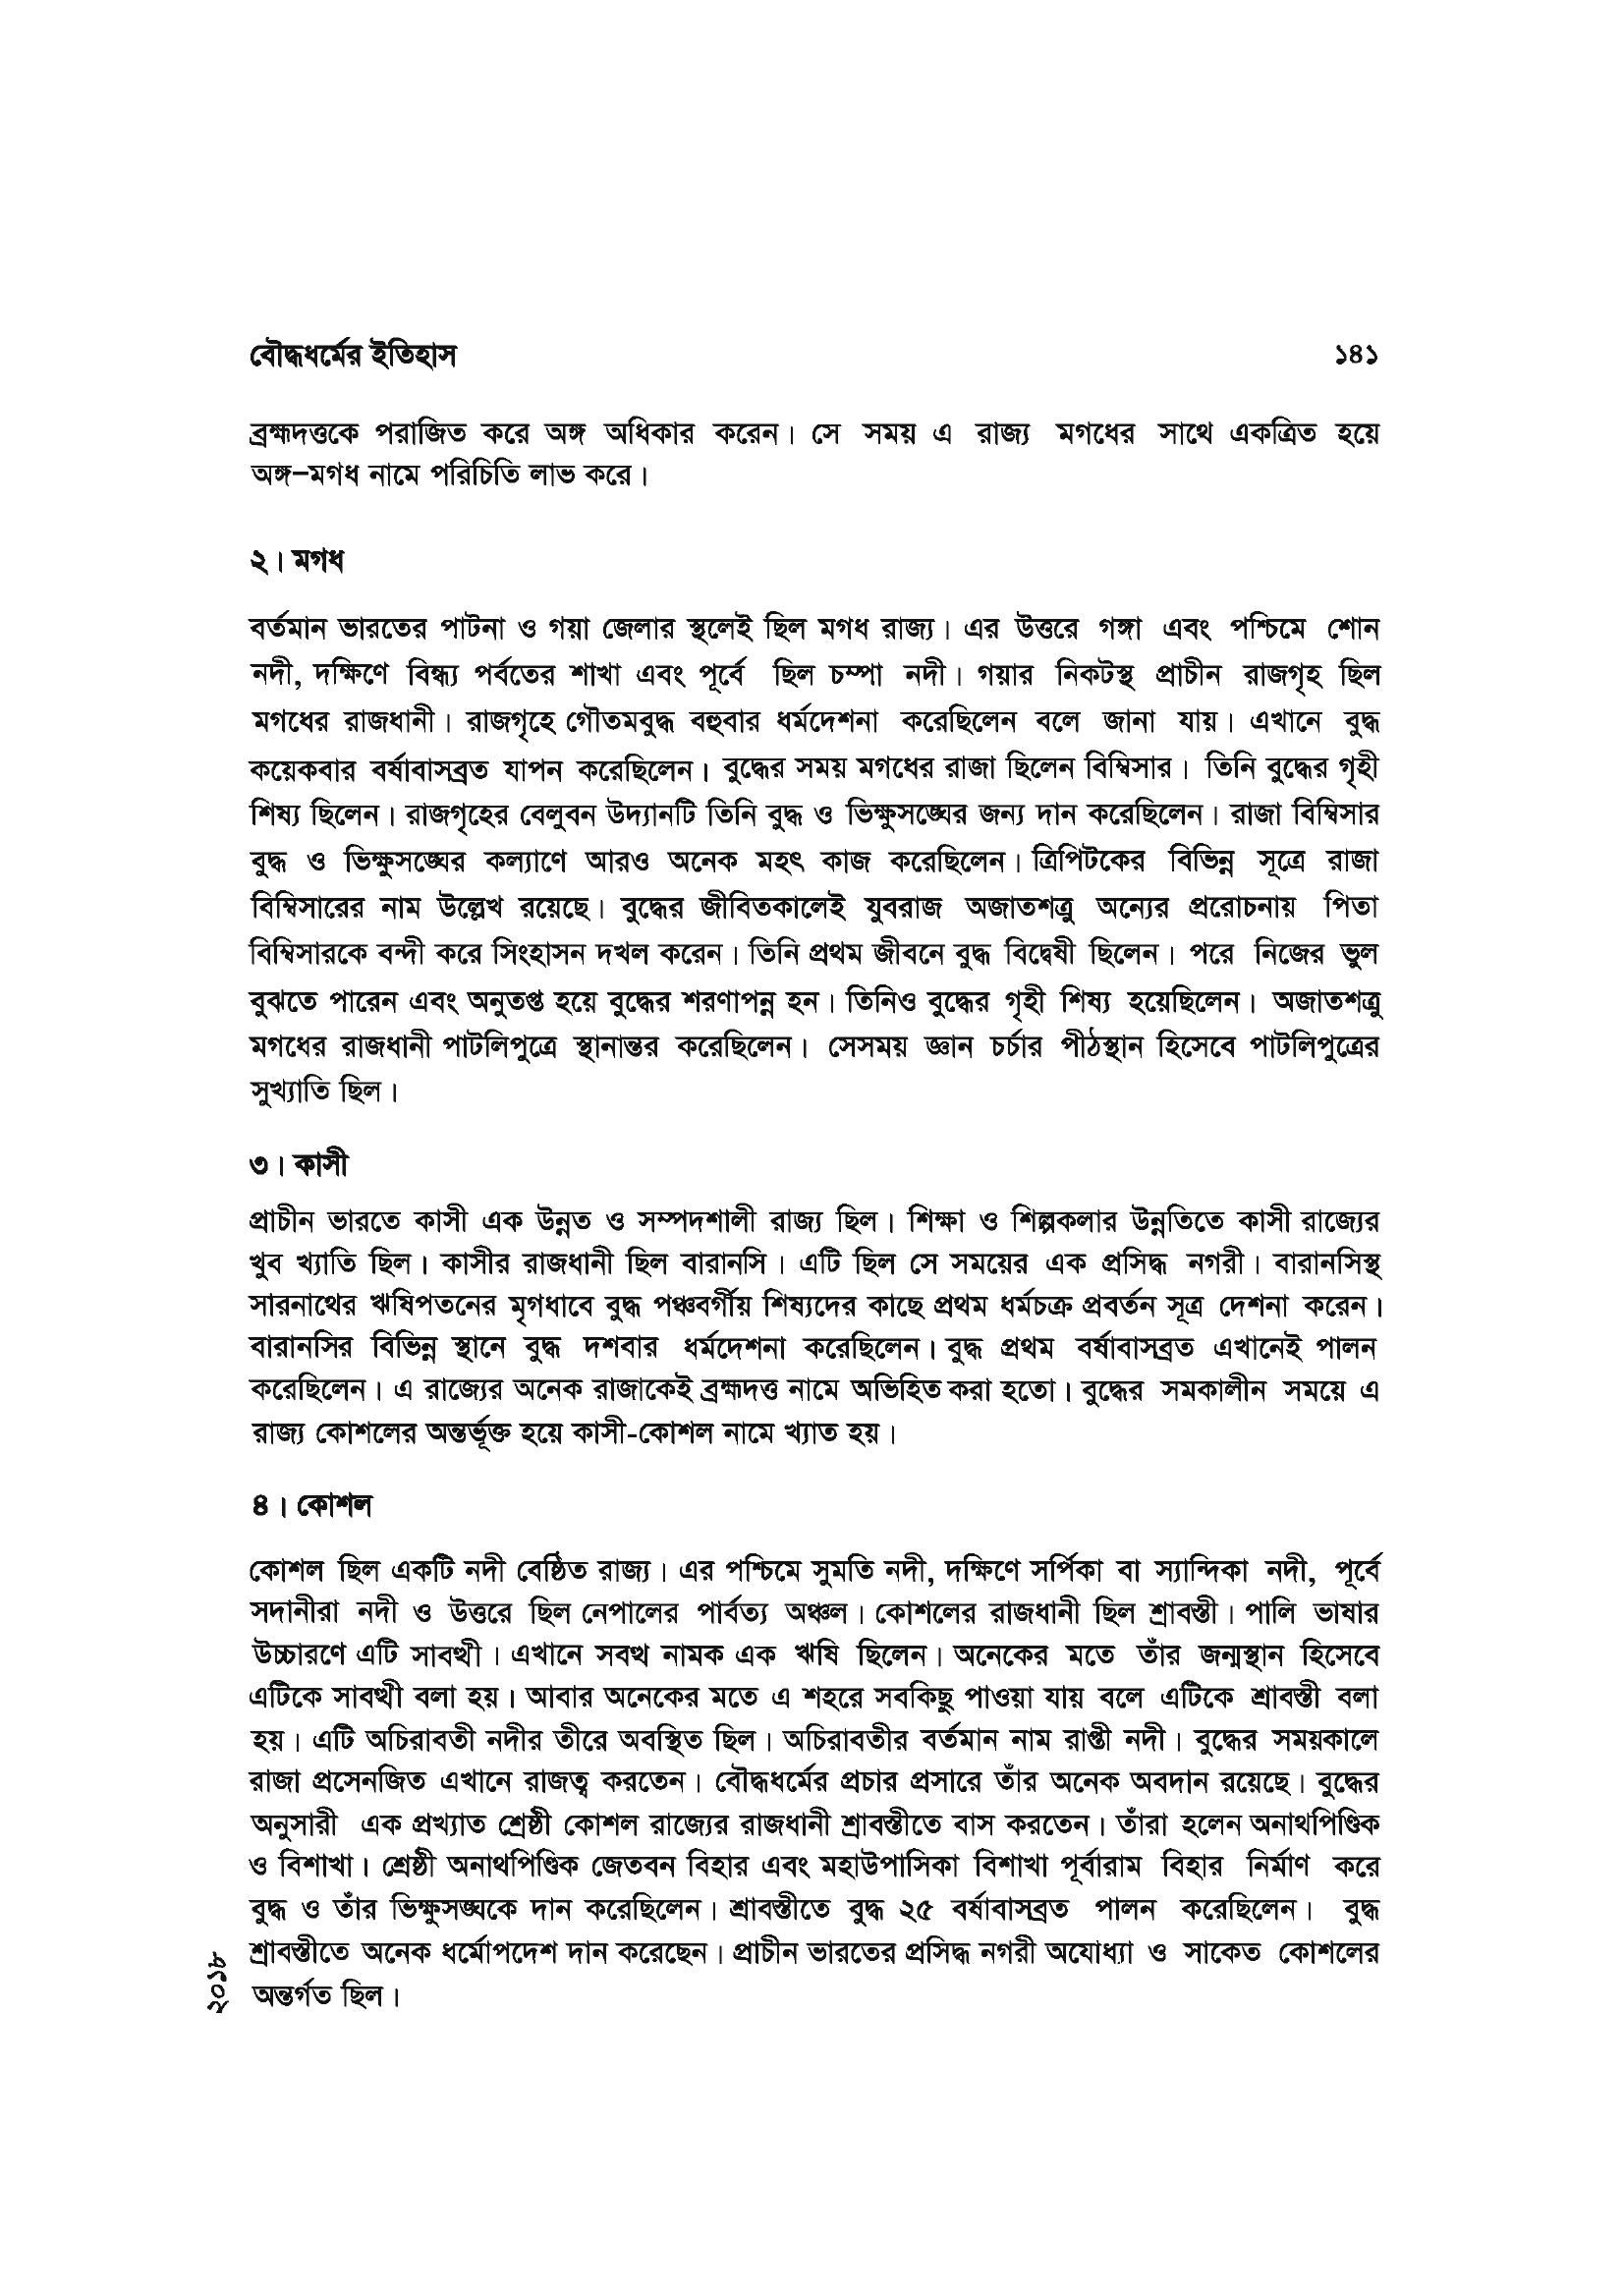 বৌদ্ধধর্মের ইতিহাস ১৪১
ব্রহ্মদত্তকে পরাজিত করে অঙ্গ অধিকার করেন। সে সময় এ রাজ্য মগধের সাথে একত্রিত হয়ে
অঙ্গ–মগধ নামে পরিচিতি লাভ করে।
২। মগধ
বর্তমান ভারতের পাটনা ও গয়া জেলার স্থলেই ছিল মগধ রাজ্য। এর উত্তরে গঙ্গা এবং পশ্চিমে শোন
নদী, দক্ষিণে বিন্ধ্য পর্বতের শাখা এবং পূর্বে ছিল চম্পা নদী। গয়ার নিকটস্থ প্রাচীন রাজগৃহ ছিল
মগধের রাজধানী। রাজগৃহে গৌতমবুদ্ধ বহুবার ধর্মদেশনা করেছিলেন বলে জানা যায়। এখানে বুদ্ধ
কয়েকবার বর্ষাবাসব্রত যাপন করেছিলেন। বুদ্ধের সময় মগধের রাজা ছিলেন বিম্বিসার। তিনি বুদ্ধের গৃহী
শিষ্য ছিলেন। রাজগৃহের বেলুবন উদ্যানটি তিনি বুদ্ধ ও ভিক্ষুসঙ্ঘের জন্য দান করেছিলেন। রাজা বিম্বিসার
বুদ্ধ ও ভিক্ষুসঙ্ঘের কল্যাণে আরও অনেক মহৎ কাজ করেছিলেন। ত্রিপিটকের বিভিন্ন সূত্রে রাজা
বিম্বিসারের নাম উল্লেখ রয়েছে। বুদ্ধের জীবিতকালেই যুবরাজ অজাতশত্রু অন্যের প্ররোচনায় পিতা
বিম্বিসারকে বন্দী করে সিংহাসন দখল করেন। তিনি প্রথম জীবনে বুদ্ধ বিদ্বেষী ছিলেন। পরে নিজের ভুল
বুঝতে পারেন এবং অনুতপ্ত হয়ে বুদ্ধের শরণাপন্ন হন। তিনিও বুদ্ধের গৃহী শিষ্য হয়েছিলেন। অজাতশত্রু
মগধের রাজধানী পাটলিপুত্রে স্থানান্তর করেছিলেন। সেসময় জ্ঞান চর্চার পীঠস্থান হিসেবে পাটলিপুত্রের
সুখ্যাতি ছিল।
৩। কাসী
প্রাচীন ভারতে কাসী এক উন্নত ও সম্পদশালী রাজ্য ছিল। শিক্ষা ও শিল্পকলার উন্নতিতে কাসী রাজ্যের
খুব খ্যাতি ছিল। কাসীর রাজধানী ছিল বারানসি। এটি ছিল সে সময়ের এক প্রসিদ্ধ নগরী। বারানসিস্থ
সারনাথের ঋষিপতনের মৃগধাবে বুদ্ধ পঞ্চবর্গীয় শিষ্যদের কাছে প্রথম ধর্মচক্র প্রবর্তন সূত্র দেশনা করেন।
বারানসির বিভিন্ন স্থানে বুদ্ধ দশবার ধর্মদেশনা করেছিলেন। বুদ্ধ প্রথম বর্ষাবাসব্রত এখানেই পালন
করেছিলেন। এ রাজ্যের অনেক রাজাকেই ব্রহ্মদত্ত নামে অভিহিত করা হতো। বুদ্ধের সমকালীন সময়ে এ
রাজ্য কোশলের অন্তর্ভূক্ত হয়ে কাসী-কোশল নামে খ্যাত হয়।
৪। কোশল
কোশল ছিল একটি নদী বেষ্ঠিত রাজ্য। এর পশ্চিমে সুমতি নদী, দক্ষিণে সর্পিকা বা স্যান্দিকা নদী, পূর্বে
সদানীরা নদী ও উত্তরে ছিল নেপালের পার্বত্য অঞ্চল। কোশলের রাজধানী ছিল শ্রাবস্তী। পালি ভাষার
উচ্চারণে এটি সাবত্থী। এখানে সবত্থ নামক এক ঋষি ছিলেন। অনেকের মতে তাঁর জন্মস্থান হিসেবে
এটিকে সাবত্থী বলা হয়। আবার অনেকের মতে এ শহরে সবকিছু পাওয়া যায় বলে এটিকে শ্রাবস্তী বলা
হয়। এটি অচিরাবতী নদীর তীরে অবস্থিত ছিল। অচিরাবতীর বর্তমান নাম রাপ্তী নদী। বুদ্ধের সময়কালে
রাজা প্রসেনজিত এখানে রাজত্ব করতেন। বৌদ্ধধর্মের প্রচার প্রসারে তাঁর অনেক অবদান রয়েছে। বুদ্ধের
অনুসারী এক প্রখ্যাত শ্রেষ্ঠী কোশল রাজ্যের রাজধানী শ্রাবস্তীতে বাস করতেন। তাঁরা হলেন অনাথপিণ্ডিক
ও বিশাখা। শ্রেষ্ঠী অনাথপিণ্ডিক জেতবন বিহার এবং মহাউপাসিকা বিশাখা পূর্বারাম বিহার নির্মাণ করে
বুদ্ধ ও তাঁর ভিক্ষুসঙ্ঘকে দান করেছিলেন। শ্রাবস্তীতে বুদ্ধ ২৫ বর্ষাবাসব্রত পালন করেছিলেন। বুদ্ধ
শ্রাবস্তীতে অনেক ধর্মোপদেশ দান করেছেন। প্রাচীন ভারতের প্রসিদ্ধ নগরী অযোধ্যা ও সাকেত কোশলের
অন্তর্গত ছিল।
২০১৮